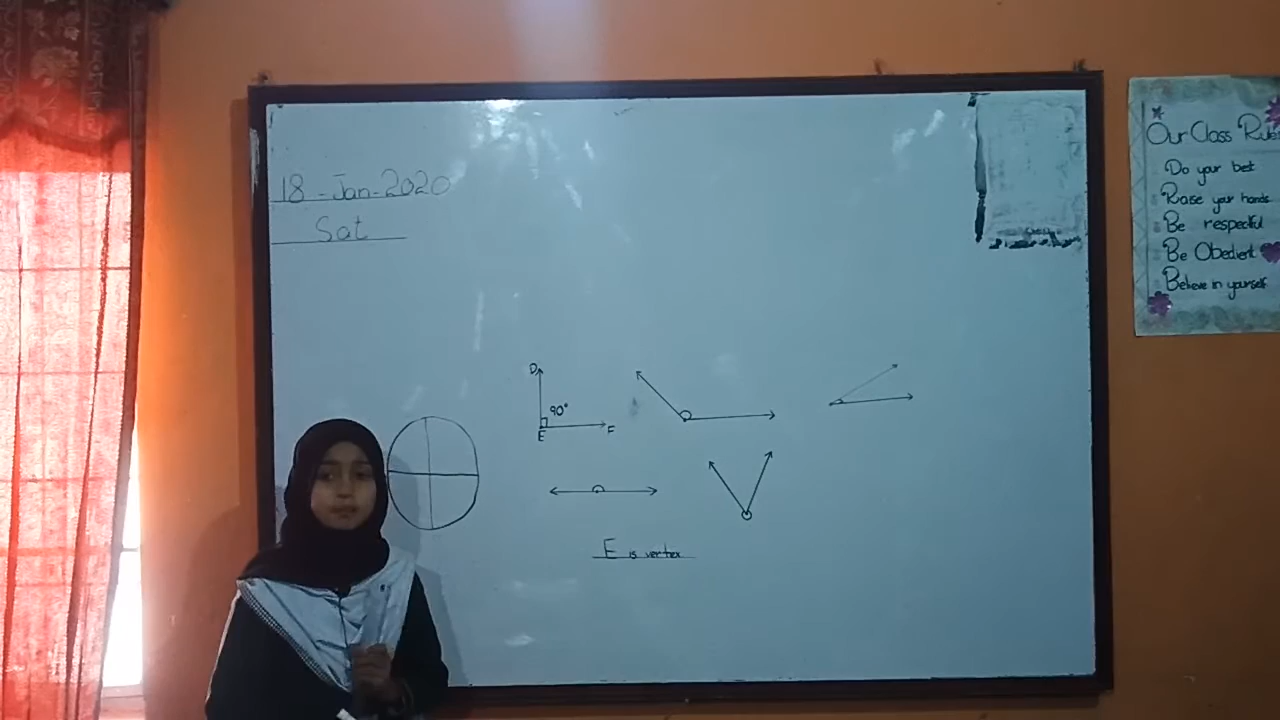 18-Jan-2020
Sat
D
90°
E
F
E is vertex
Our Class Rules
Do your best
Raise your hands
Be respectful
Be Obedient
Believe in yourself